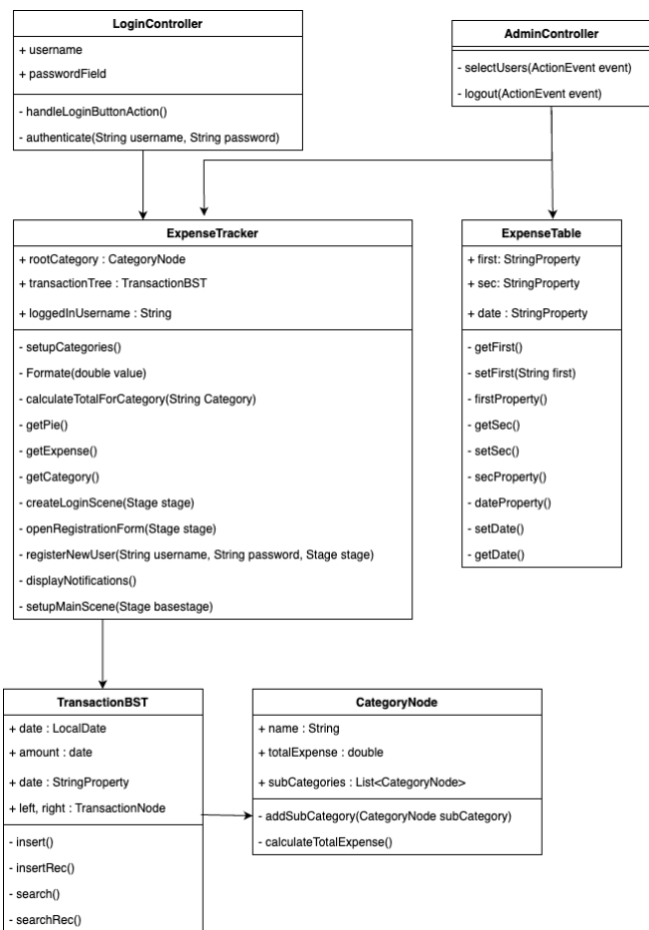 LoginController
+ username
+ passwordField
- handleLoginButtonAction()
- authenticate(String username, String password)
AdminController
- selectUsers(ActionEvent event)
- logout(ActionEvent event)
ExpenseTracker
+ rootCategory : CategoryNode
+ transactionTree : TransactionBST
+ loggedInUsername : String
- setupCategories()
- Formate(double value)
- calculateTotalForCategory(String Category)
- getPie()
- getExpense()
- getCategory()
- createLoginScene(Stage stage)
- openRegistrationForm(Stage stage)
- registerNewUser(String username, String password, Stage stage)
- displayNotifications()
- setupMainScene(Stage basestage)
ExpenseTable
+ first: StringProperty
+ sec: StringProperty
+ date : StringProperty
- getFirst()
- setFirst(String first)
- firstProperty()
- getSec()
- setSec()
- secProperty()
- dateProperty()
- setDate()
- getDate()
TransactionBST
+ date : LocalDate
+ amount : date
+ date : StringProperty
+ left, right : TransactionNode
- insert()
- insertRec()
- search()
- searchRec()
CategoryNode
+ name : String
+ totalExpense : double
+ subCategories : List<CategoryNode>
- addSubCategory(CategoryNode subCategory)
- calculateTotalExpense()